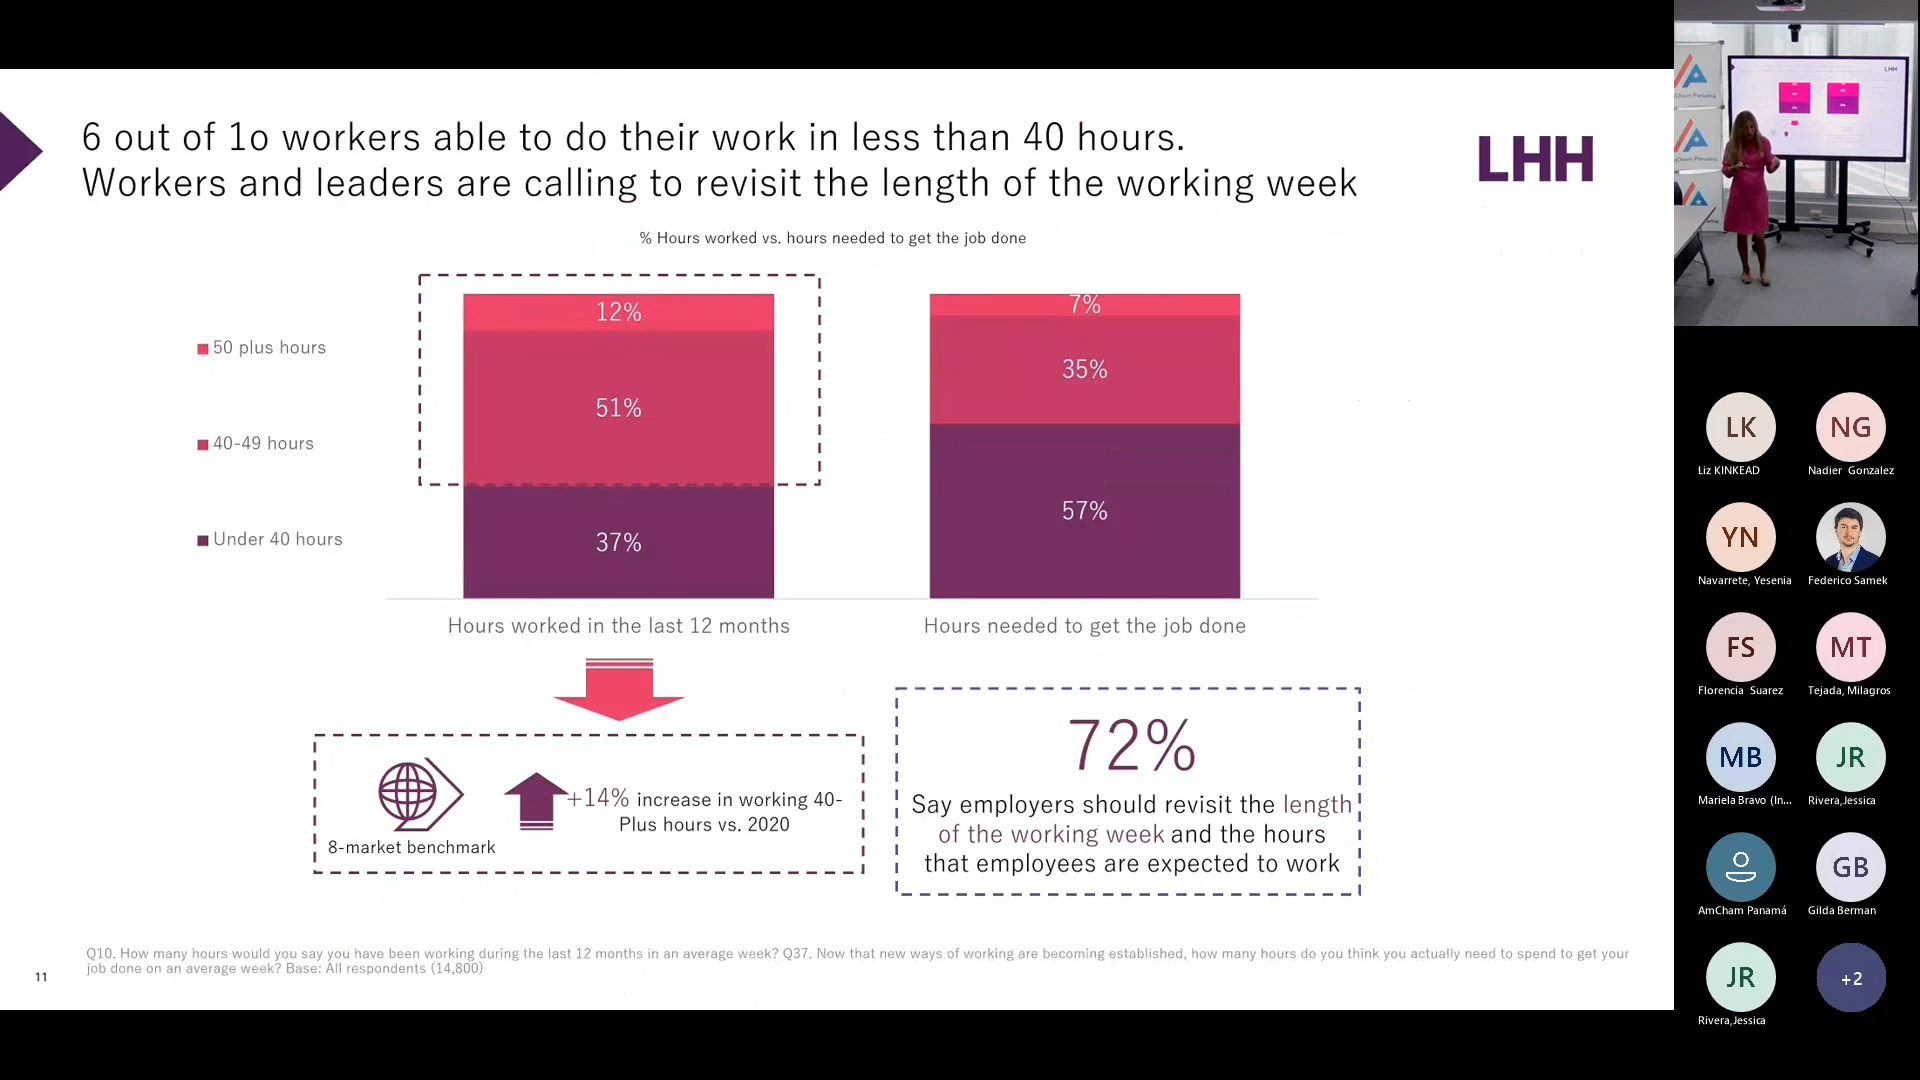 6 out of 1o workers able to do their work in less than 40 hours.
Workers and leaders are calling to revisit the length of the working week
LHH
% Hours worked vs. hours needed to get the job done
50 plus hours
40-49 hours
Under 40 hours
12%
51%
37%
7%
35%
57%
Hours worked in the last 12 months
Hours needed to get the job done
+14% increase in working 40-
Plus hours vs. 2020
8-market benchmark
72%
Say employers should revisit the length
of the working week and the hours
that employees are expected to work
Q10. How many hours would you say you have been working during the last 12 months in an average week? Q37. Now that new ways of working are becoming established, how many hours do you think you actually need to spend to get your
job done on an average week? Base: All respondents (14,800)
11
LHH
LK
Liz KINKEAD
NG
Nadier Gonzalez
YN
Navarrete, Yesenia
Federico Samek
FS
Florencia Suarez
MT
Tejada, Milagros
MB
Mariela Bravo (In...
JR
Rivera,Jessica
AmCham Panamá
GB
Gilda Berman
JR
Rivera,Jessica
+2